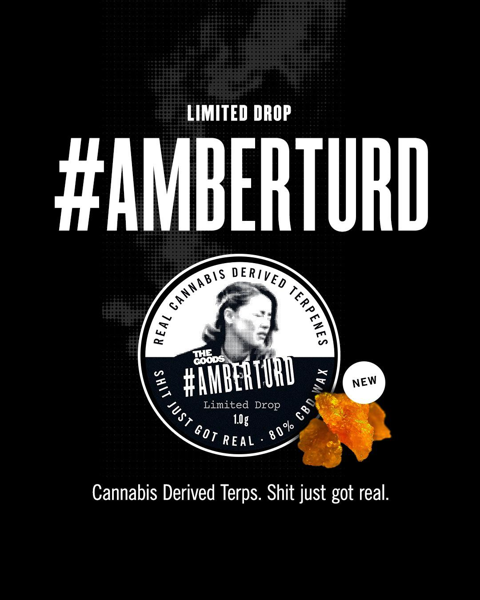 LIMITED DROP
#AMBERTURD
REAL CANNABIS DERIVED TERPENES
THE
GOODS
#AMBERTURD
Limited Drop
1.0g
SHIT JUST GOT REAL · 80% CBD WAX
NEW
Cannabis Derived Terps. Shit just got real.